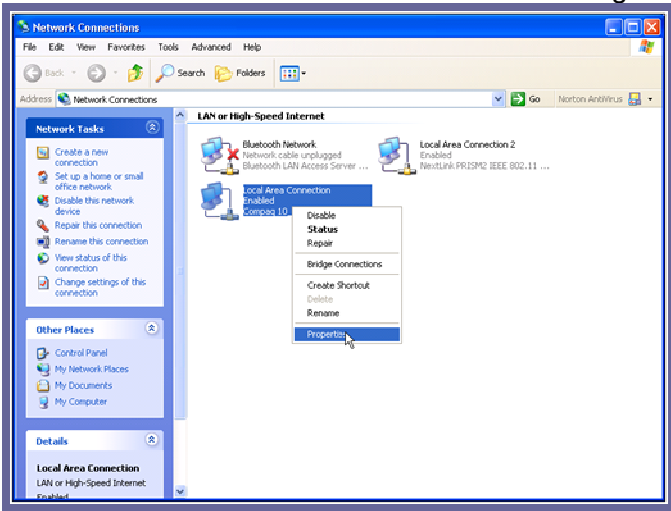 Network Connections
File Edit View Favorites Tools Advanced Help
Back Search Folders
Address Network Connections Go Norton AntiVirus
LAN or High-Speed Internet
Network Tasks
Create a new
connection
Set up a home or small
office network
Disable this network
device
Repair this connection
Rename this connection
View status of this
connection
Change settings of this
connection
Other Places
Control Panel
My Network Places
My Documents
My Computer
Details
Local Area Connection
LAN or High-Speed Internet
Enabled
Bluetooth Network
Network cable unplugged
Bluetooth LAN Access Server ...
Local Area Connection 2
Enabled
NextLink PRISM2 IEEE 802.11 ...
Local Area Connection
Enabled
Compaq 10
Disable
Status
Repair
Bridge Connections
Create Shortcut
Delete
Rename
Properties